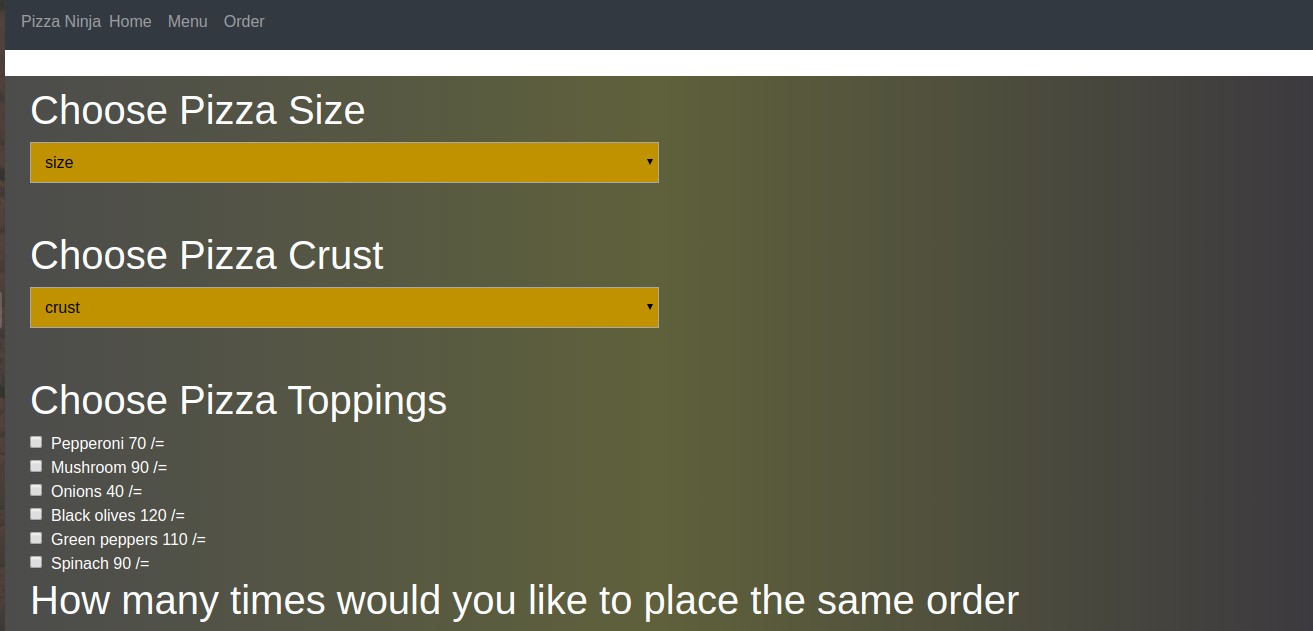 Pizza Ninja Home Menu Order
Choose Pizza Size
size
Choose Pizza Crust
crust
Choose Pizza Toppings
Pepperoni 70 /=
Mushroom 90 /=
Onions 40 /=
Black olives 120 /=
Green peppers 110 /=
Spinach 90 /=
How many times would you like to place the same order